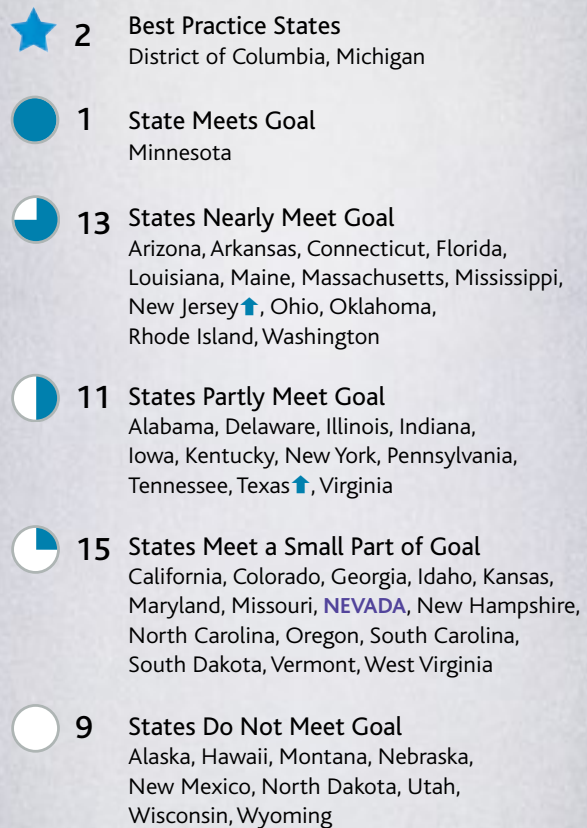 2 Best Practice States
District of Columbia, Michigan
1 State Meets Goal
Minnesota
13 States Nearly Meet Goal
Arizona, Arkansas, Connecticut, Florida,
Louisiana, Maine, Massachusetts, Mississippi,
New Jersey⬆, Ohio, Oklahoma,
Rhode Island, Washington
11 States Partly Meet Goal
Alabama, Delaware, Illinois, Indiana,
Iowa, Kentucky, New York, Pennsylvania,
Tennessee, Texas⬆, Virginia
15 States Meet a Small Part of Goal
California, Colorado, Georgia, Idaho, Kansas,
Maryland, Missouri, NEVADA, New Hampshire,
North Carolina, Oregon, South Carolina,
South Dakota, Vermont, West Virginia
9 States Do Not Meet Goal
Alaska, Hawaii, Montana, Nebraska,
New Mexico, North Dakota, Utah,
Wisconsin, Wyoming